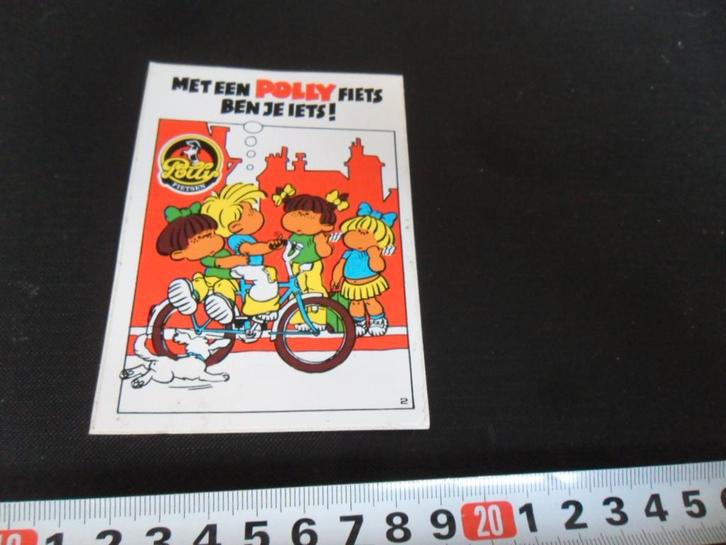 MET EEN POLLY FIETS
BEN JE IETS!
Polly
FIETSEN
2
1 2 3 4 5 6 7 8 9 20 1 2 3 4 5